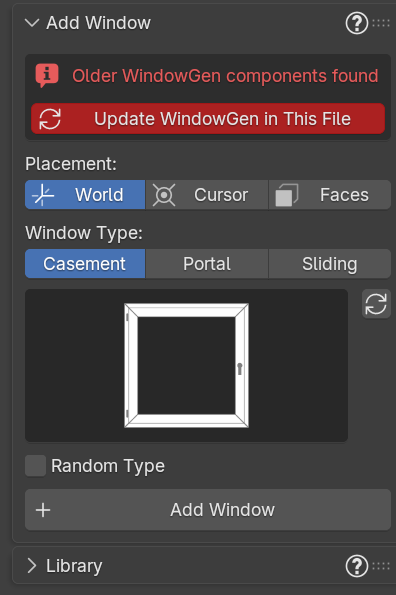 Add Window
Older WindowGen components found
Update WindowGen in This File
Placement:
World Cursor Faces
Window Type:
Casement Portal Sliding
Random Type
Add Window
Library